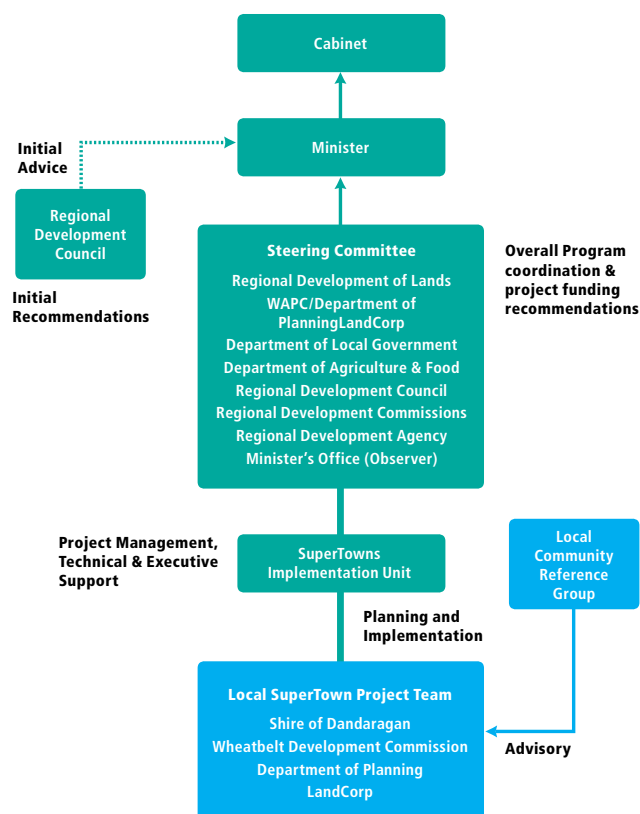 Cabinet
Minister
Initial
Advice
Regional
Development
Council
Initial
Recommendations
Steering Committee
Regional Development of Lands
WAPC/Department of
PlanningLandCorp
Department of Local Government
Department of Agriculture & Food
Regional Development Council
Regional Development Commissions
Regional Development Agency
Minister's Office (Observer)
Overall Program
coordination &
project funding
recommendations
Project Management,
Technical & Executive
Support
SuperTowns
Implementation Unit
Local
Community
Reference
Group
Planning and
Implementation
Local SuperTown Project Team
Shire of Dandaragan
Wheatbelt Development Commission
Department of Planning
LandCorp
Advisory